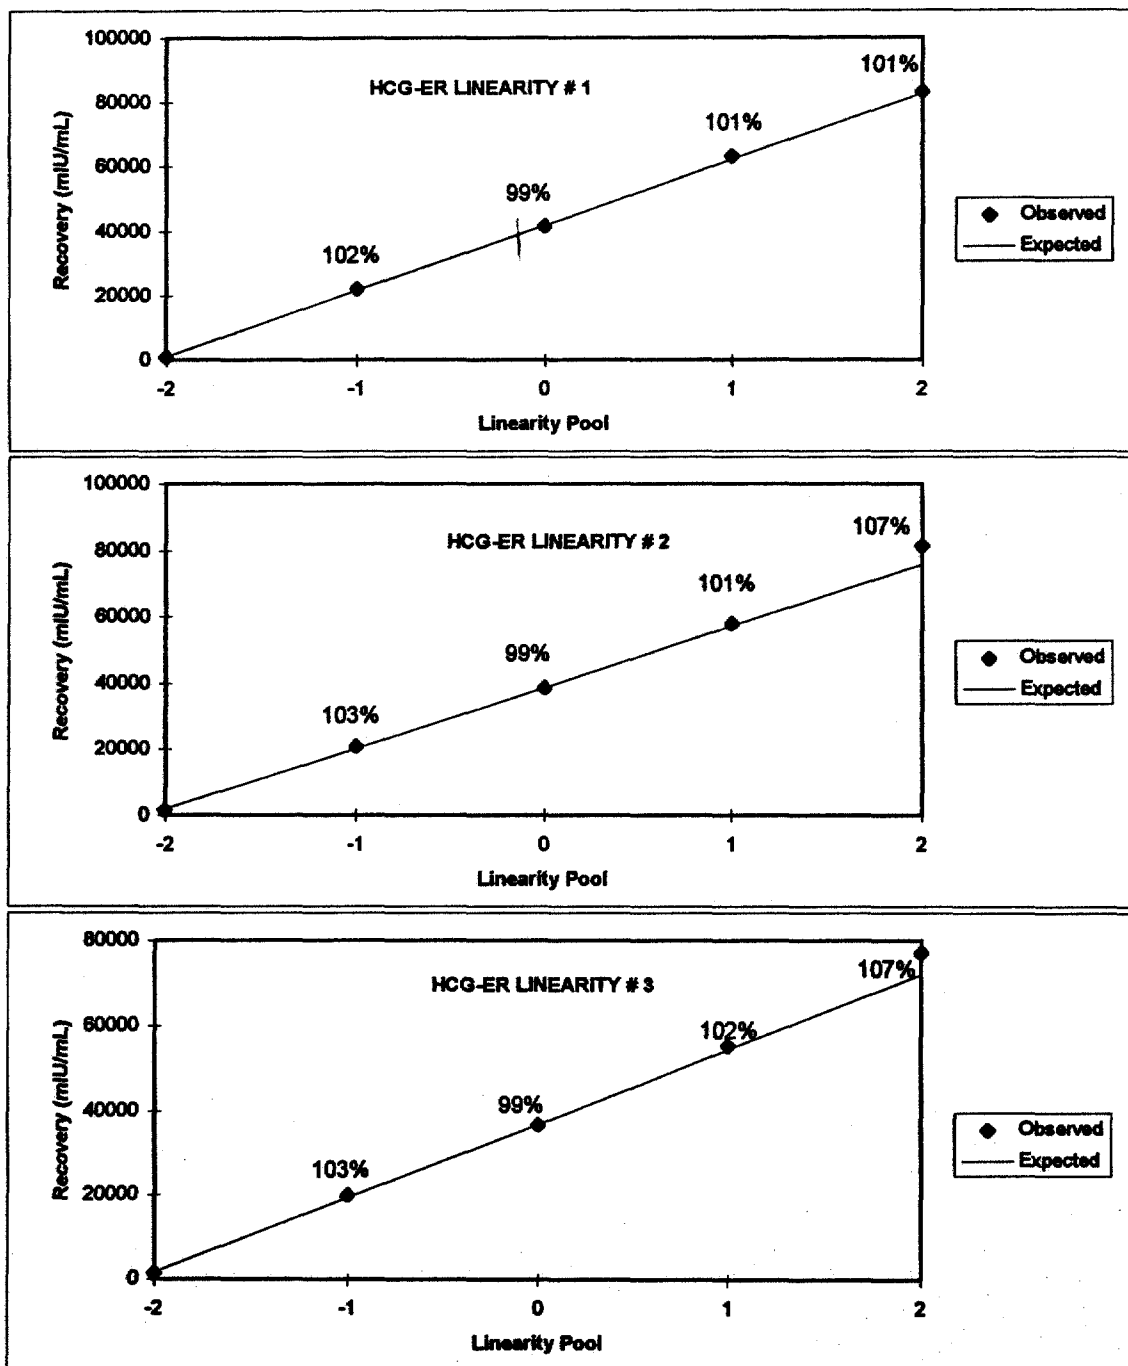 HCG-ER LINEARITY # 1
Recovery (mIU/mL)
100000
80000
60000
40000
20000
0
102%
99%
101%
101%
-2
-1
0
1
2
Linearity Pool
Observed
Expected
HCG-ER LINEARITY # 2
Recovery (mIU/mL)
100000
80000
60000
40000
20000
0
103%
99%
101%
107%
-2
-1
0
1
2
Linearity Pool
Observed
Expected
HCG-ER LINEARITY # 3
Recovery (mIU/mL)
80000
60000
40000
20000
0
103%
99%
102%
107%
-2
-1
0
1
2
Linearity Pool
Observed
Expected